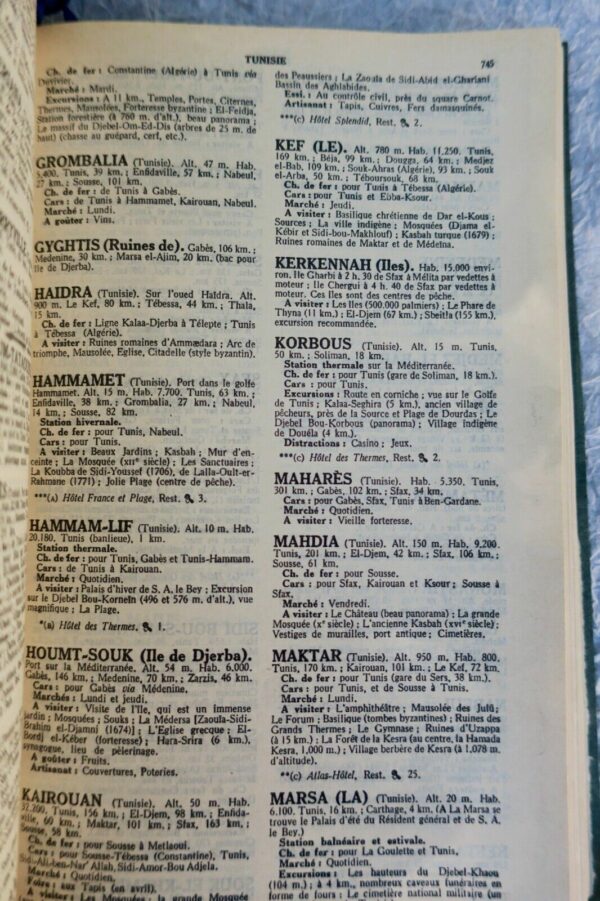 TUNISIE
745
Ch. de fer : Constantine (Algérie) à Tunis via
Duvivier.
Marché : Mardi.
Excursions : A 11 km., Temples, Portes, Citernes,
Thermes, Mausolées, Forteresse byzantine ; El-Feidja,
Station forestière (à 760 m. d'alt.), beau panorama ;
Le massif du Djebel-Om-Ed-Dis (arbres de 25 m. de
haut) (chasse au guépard, cerf, etc.).
GROMBALIA (Tunisie). Alt. 47 m. Hab.
5.400. Tunis, 39 km. ; Enfidaville, 58 km. ; Nabeul,
27 km. ; Sousse, 101 km.
Ch. de fer : de Tunis à Gabès.
Cars : de Tunis à Hammamet, Kairouan, Nabeul.
Marché : Lundi.
A goûter : Vins.
GYGHTIS (Ruines de). Gabès, 106 km. ;
Medenine, 30 km. ; Marsa el-Ajim, 20 km. (bac pour
île de Djerba).
HAIDRA (Tunisie). Sur l'oued Haïdra. Alt.
900 m. Le Kef, 80 km. ; Tébessa, 44 km. ; Thala,
15 km.
Ch. de fer : Ligne Kalaa-Djerba à Télepte ; Tunis
à Tébessa (Algérie).
A visiter : Ruines romaines d'Ammædara ; Arc de
triomphe, Mausolée, Eglise, Citadelle (style byzantin).
HAMMAMET (Tunisie). Port dans le golfe
Hammamet. Alt. 15 m. Hab. 7.700. Tunis, 63 km. ;
Enfidaville, 38 km. ; Grombalia, 27 km. ; Nabeul,
14 km. ; Sousse, 82 km.
Station hivernale.
Ch. de fer : pour Tunis, Nabeul.
Cars : pour Tunis.
A visiter : Beaux Jardins ; Kasbah ; Mur d'en-
ceinte ; La Mosquée (XIIe siècle) ; Les Sanctuaires ;
La Koubba de Sidi-Youssef (1706), de Lalla-Oult-er-
Rahmane (1771) ; Jolie Plage (centre de pêche).
***(A) Hôtel France et Plage, Rest. 3.
HAMMAM-LIF (Tunisie). Alt. 10 m. Hab.
20.180. Tunis (banlieue), 1 km.
Station thermale.
Ch. de fer : pour Tunis, Gabès et Tunis-Hammam.
Cars : de Tunis à Kairouan.
Marché : Quotidien.
A visiter : Palais d'hiver de S. A. le Bey ; Excursion
sur le Djebel Bou-Kornein (496 et 576 m. d'alt.), vue
magnifique ; La Plage.
*(B) Hôtel des Thermes. 1.
HOUMT-SOUK (Ile de Djerba).
Port sur la Méditerranée. Alt. 54 m. Hab. 6.000.
Gabès, 146 km. ; Medenine, 70 km. ; Zarzis, 46 km.
Cars : pour Gabès via Médenine.
Marchés : Lundi et jeudi.
A visiter : Visite de l'île, qui est un immense
jardin ; Mosquées ; Souks ; La Médersa [Zaouïa-Sidi-
Brahim el-Djamni (1674)] ; L'Eglise grecque ; El-
Bordj el-Kéber (forteresse) ; Hara-Srira (6 km.),
synagogue, lieu de pèlerinage.
A goûter : Fruits.
Artisanat : Couvertures, Poteries.
KAIROUAN (Tunisie). Alt. 50 m. Hab.
Tunis, 156 km. ; El-Djem, 98 km. ; Enfida-
ville, 60 km. ; Maktar, 101 km. ; Sfax, 163 km. ;
Sousse, 58 km.
Ch. de fer : pour Sousse à Metlaoui.
Cars : pour Sousse-Tébessa (Constantine), Tunis,
Sidi-Ali-ben-Nar' Allah, Sidi-Amor-Bou Adjela.
Marché : Quotidien.
Foire : aux Tapis (en avril).
la grande Mosquée
des Peaussiers ; La Zaouïa de Sidi-Abid el-Ghariani
Bassin des Aghlabides.
Essi. : Au contrôle civil, près du square Carnot.
Artisanat : Tapis, Cuivres, Fers damasquinés.
***(C) Hôtel Splendid, Rest. 2.
KEF (LE). Alt. 780 m. Hab. 11.250. Tunis,
169 km. ; Béja, 99 km. ; Dougga, 64 km. ; Medjez
el-Bab, 109 km. ; Souk-Ahras (Algérie), 93 km. ; Souk
el-Arba, 50 km. ; Téboursouk, 68 km.
Ch. de fer : pour Tunis à Tébessa (Algérie).
Cars : pour Tunis et Ebba-Ksour.
Marché : Jeudi.
A visiter : Basilique chrétienne de Dar el-Kous ;
Sources ; La ville indigène ; Mosquées (Djama el-
Kébir et Sidi-bou-Makhlouf) ; Kasbah turque (1679) ;
Ruines romaines de Maktar et de Médeïna.
KERKENNAH (Iles). Hab. 15.000 envi-
ron. Ile Gharbi à 2 h. 30 de Sfax à Mélita par vedettes à
moteur ; Ile Chergui à 4 h. 40 de Sfax par vedettes à
moteur. Ces îles sont des centres de pêche.
A visiter : Les îles (500.000 palmiers) ; Le Phare de
Thyna (11 km.) ; El-Djem (67 km.) ; Sbeïtla (155 km.),
excursion recommandée.
KORBOUS (Tunisie). Alt. 15 m. Tunis,
50 km. ; Soliman, 18 km.
Station thermale sur la Méditerranée.
Ch. de fer : pour Tunis (gare de Soliman, 18 km.).
Cars : pour Tunis.
Excursions : Route en corniche ; vue sur le Golfe
de Tunis ; Kalaa-Seghira (5 km.), ancien village de
pêcheurs, près de la Source et Plage de Dourdas ; Le
Djebel Bou-Korbous (panorama) ; Village indigène
de Douéla (4 km.).
Distractions : Casino ; Jeux.
***(C) Hôtel des Thermes, Rest. 2.
MAHARÈS (Tunisie). Hab. 5.350. Tunis,
301 km. ; Gabès, 102 km. ; Sfax, 34 km.
Cars : pour Gabès, Sfax, Tunis à Ben-Gardane.
Marché : Quotidien.
A visiter : Vieille forteresse.
MAHDIA (Tunisie). Alt. 150 m. Hab. 9.200.
Tunis, 201 km. ; El-Djem, 42 km. ; Sfax, 106 km. ;
Sousse, 61 km.
Ch. de fer : pour Sousse.
Cars : pour Sfax, Kairouan et Ksour ; Sousse à
Sfax.
Marché : Vendredi.
A visiter : Le Château (beau panorama) ; La grande
Mosquée (Xe siècle) ; L'ancienne Kasbah (XVIe siècle) ;
Vestiges de murailles, port antique ; Cimetières.
MAKTAR (Tunisie). Alt. 950 m. Hab. 800.
Tunis, 170 km. ; Kairouan, 101 km. ; Le Kef, 72 km.
Ch. de fer : pour Tunis (gare du Sers, 38 km.).
Cars : pour Tunis, et de Sousse à Tunis.
Marché : Lundi.
A visiter : L'amphithéâtre ; Mausolée des Julii ;
Le Forum ; Basilique (tombes byzantines) ; Ruines des
Grands Thermes ; Le Gymnase ; Ruines d'Uzappa
(à 15 km.) ; La Forêt de la Kesra (au centre, la Hamada
Kesra, 1.000 m.) ; Village berbère de Kesra (à 1.078 m.
d'altitude).
**(C) Atlas-Hôtel, Rest. 25.
MARSA (LA) (Tunisie). Alt. 20 m. Hab.
6.100. Tunis, 16 km. ; Carthage, 4 km. (A La Marsa se
trouve le Palais d'été du Résident général et de S. A.
le Bey.)
Station balnéaire et estivale.
Ch. de fer : pour La Goulette et Tunis.
Marché : Quotidien.
Excursions : Les hauteurs du Djebel-Khaou
(104 m.) ; à 4 km., nombreux caveaux funéraires en
forme de fours ; Le cimetière national militaire (un